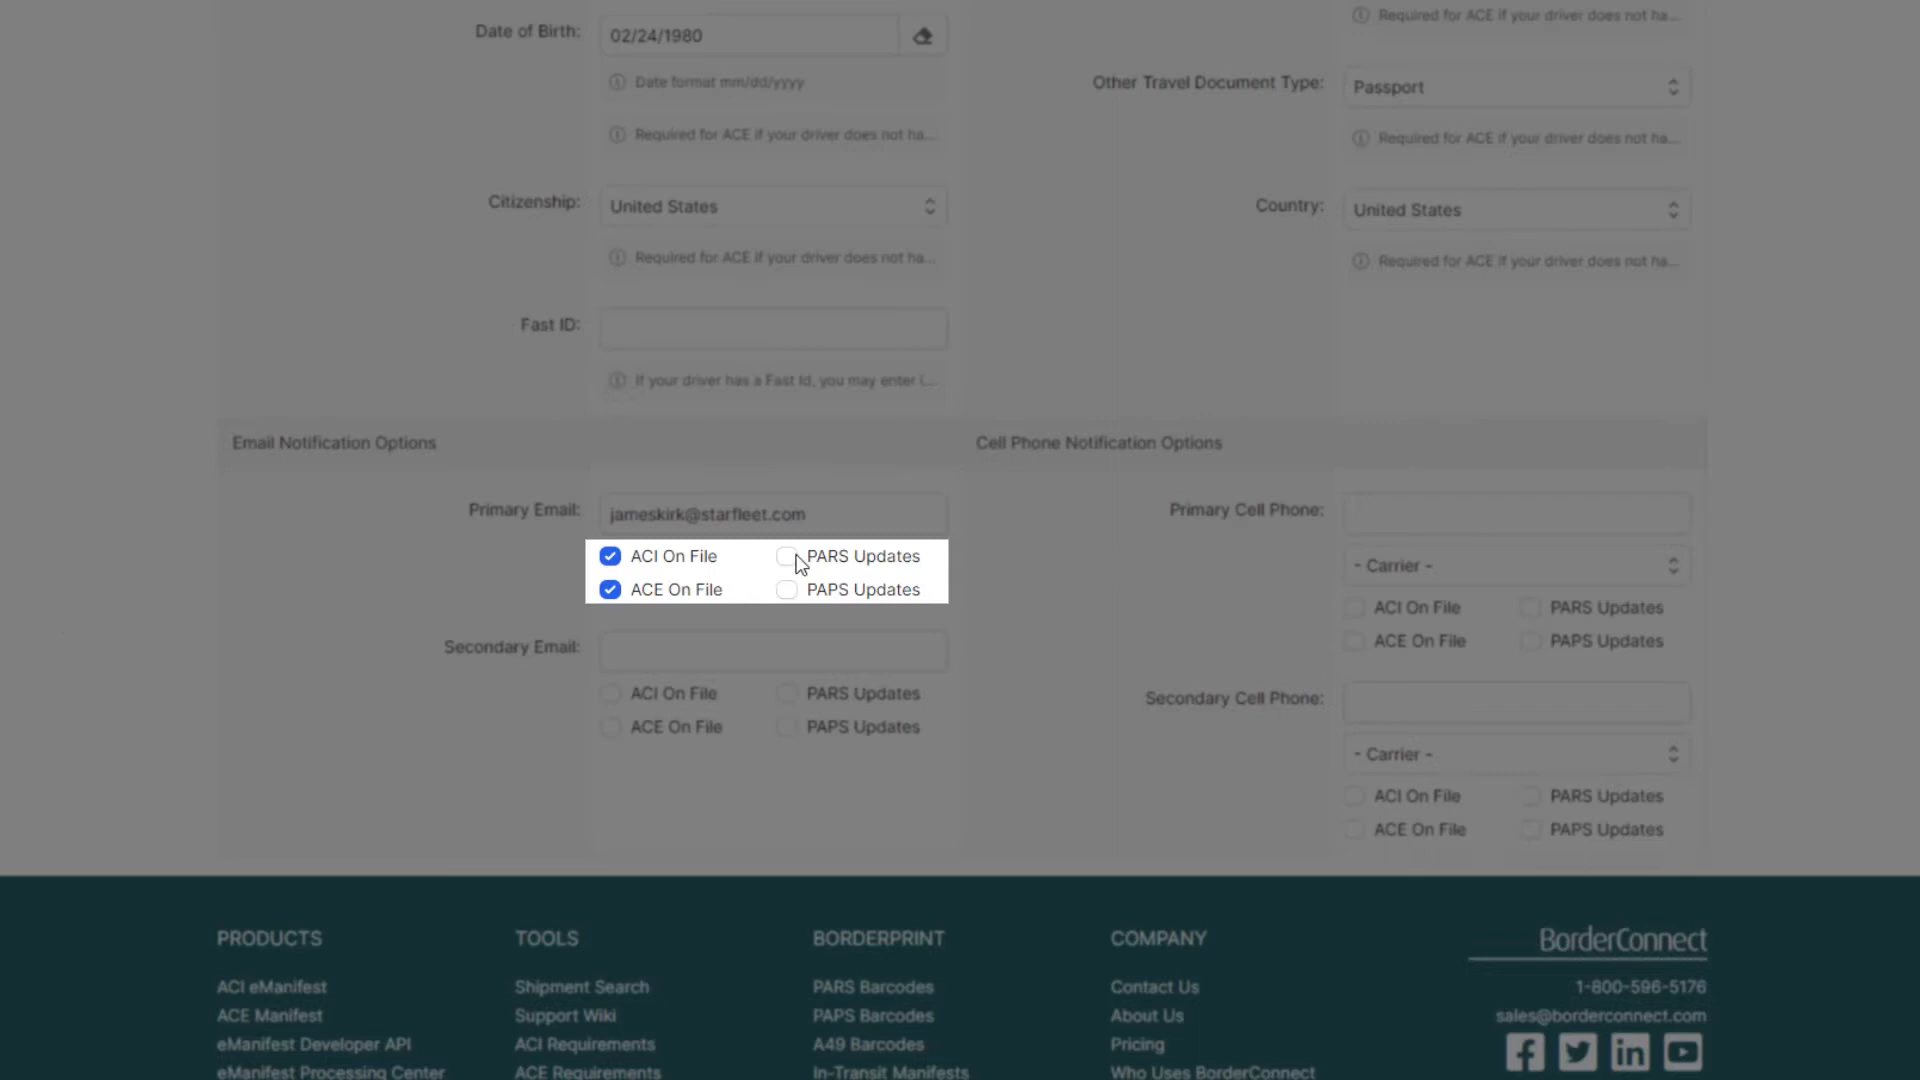 Date of Birth:
02/24/1980
Date format mm/dd/yyyy
Required for ACE if your driver does not ha...
Citizenship:
United States
Required for ACE if your driver does not ha...
Fast ID:
If your driver has a Fast Id, you may enter i...
Required for ACE if your driver does not ha...
Other Travel Document Type:
Passport
Required for ACE if your driver does not ha...
Country:
United States
Required for ACE if your driver does not ha...
Email Notification Options
Primary Email:
jameskirk@starfleet.com
ACI On File PARS Updates
ACE On File PAPS Updates
Secondary Email:
ACI On File PARS Updates
ACE On File PAPS Updates
Cell Phone Notification Options
Primary Cell Phone:
- Carrier -
ACI On File PARS Updates
ACE On File PAPS Updates
Secondary Cell Phone:
- Carrier -
ACI On File PARS Updates
ACE On File PAPS Updates
PRODUCTS
ACI eManifest
ACE Manifest
eManifest Developer API
eManifest Processing Center
TOOLS
Shipment Search
Support Wiki
ACI Requirements
ACE Requirements
BORDERPRINT
PARS Barcodes
PAPS Barcodes
A49 Barcodes
In-Transit Manifests
COMPANY
Contact Us
About Us
Pricing
Who Uses BorderConnect
BorderConnect
1-800-596-5176
sales@borderconnect.com